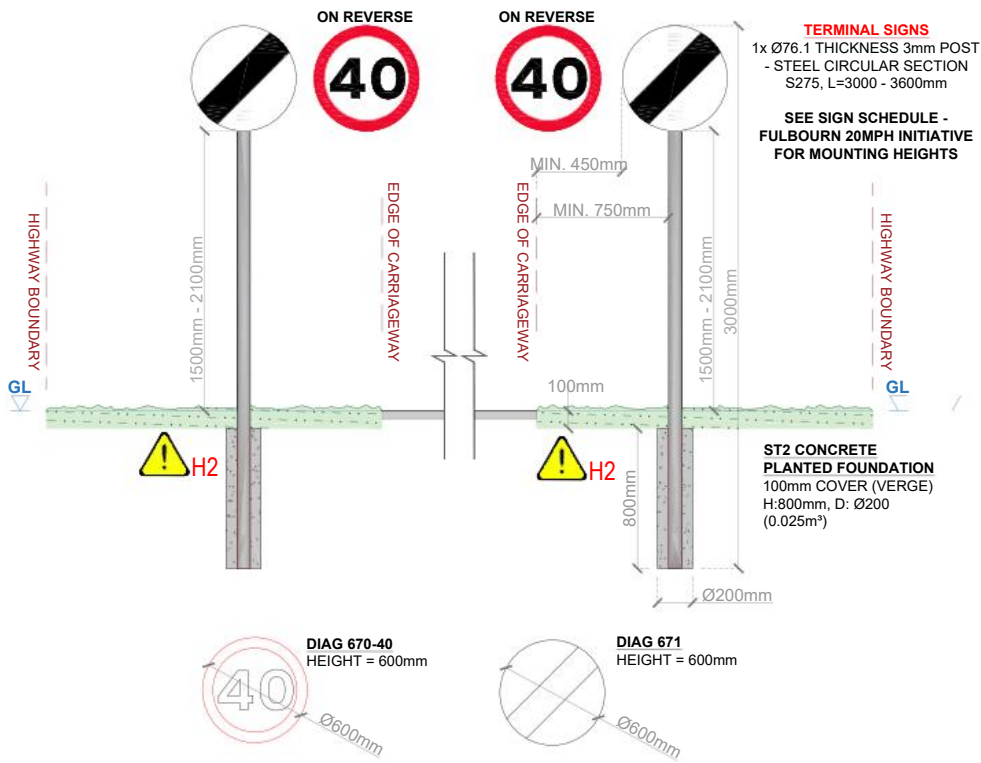 ON REVERSE
ON REVERSE
40
40
TERMINAL SIGNS
1x Ø76.1 THICKNESS 3mm POST
- STEEL CIRCULAR SECTION
S275, L=3000 - 3600mm
SEE SIGN SCHEDULE -
FULBOURN 20MPH INITIATIVE
FOR MOUNTING HEIGHTS
MIN. 450mm
MIN. 750mm
HIGHWAY BOUNDARY
1500mm - 2100mm
EDGE OF CARRIAGEWAY
EDGE OF CARRIAGEWAY
1500mm - 2100mm
3000mm
HIGHWAY BOUNDARY
GL
GL
100mm
H2
H2
800mm
ST2 CONCRETE
PLANTED FOUNDATION
100mm COVER (VERGE)
H:800mm, D: Ø200
(0.025m³)
Ø200mm
DIAG 670-40
HEIGHT = 600mm
40
Ø600mm
DIAG 671
HEIGHT = 600mm
Ø600mm